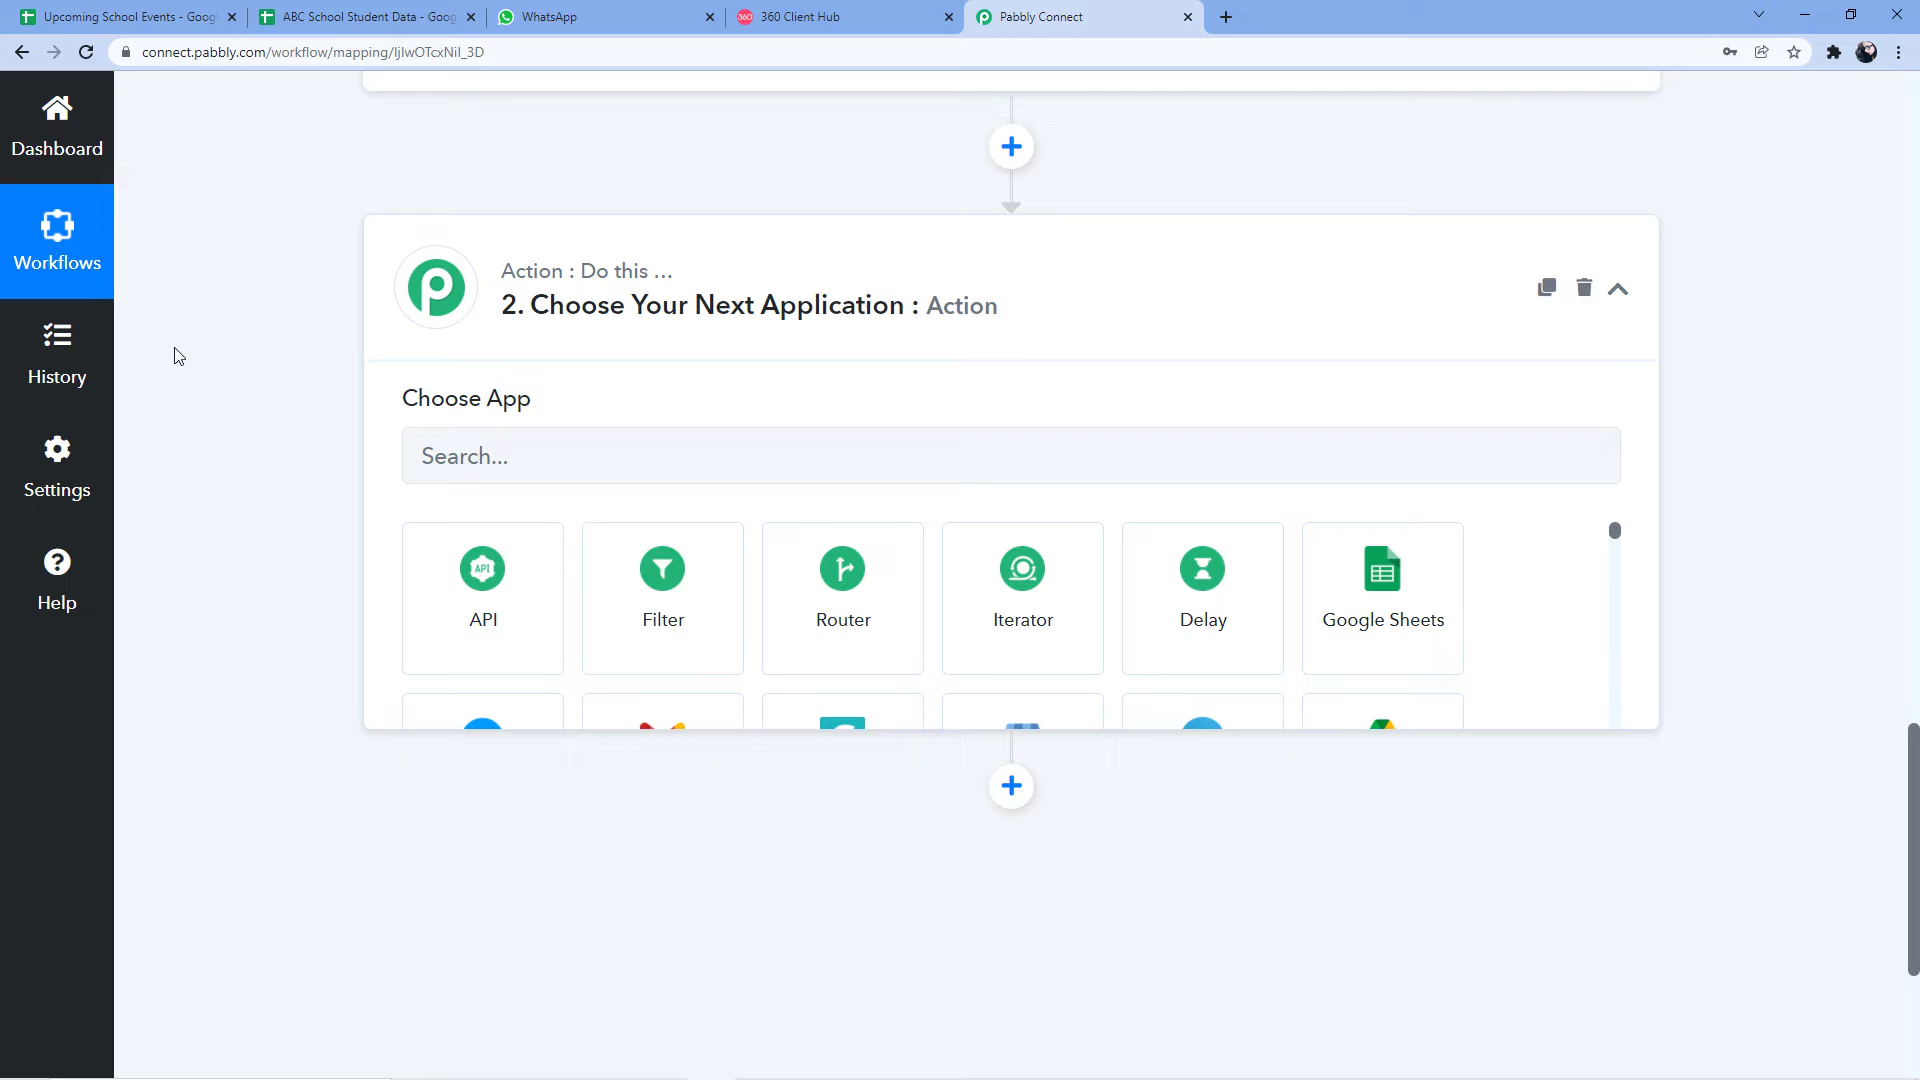 Upcoming School Events - Goog
ABC School Student Data - Goog
WhatsApp
360 Client Hub
Pabbly Connect
connect.pabbly.com/workflow/mapping/IjIwOTcxNiI_3D
Dashboard
Workflows
History
Settings
Help
Action : Do this ...
2. Choose Your Next Application : Action
Choose App
Search...
API
Filter
Router
Iterator
Delay
Google Sheets